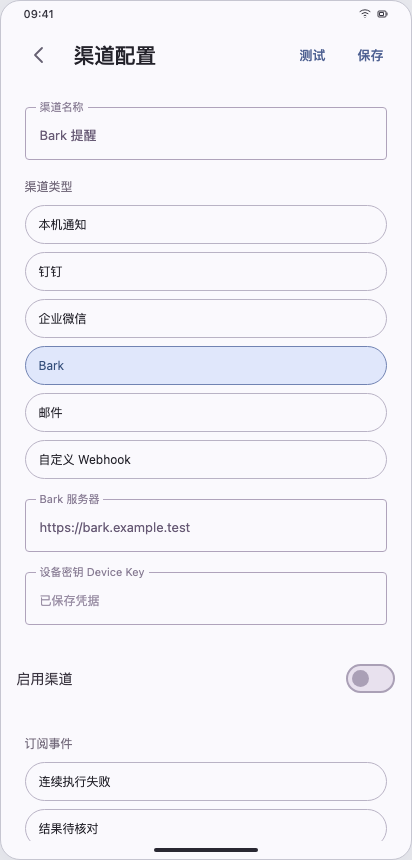 09:41
渠道配置
测试
保存
渠道名称
Bark 提醒
渠道类型
本机通知
钉钉
企业微信
Bark
邮件
自定义 Webhook
Bark 服务器
https://bark.example.test
设备密钥 Device Key
已保存凭据
启用渠道
订阅事件
连续执行失败
结果待核对